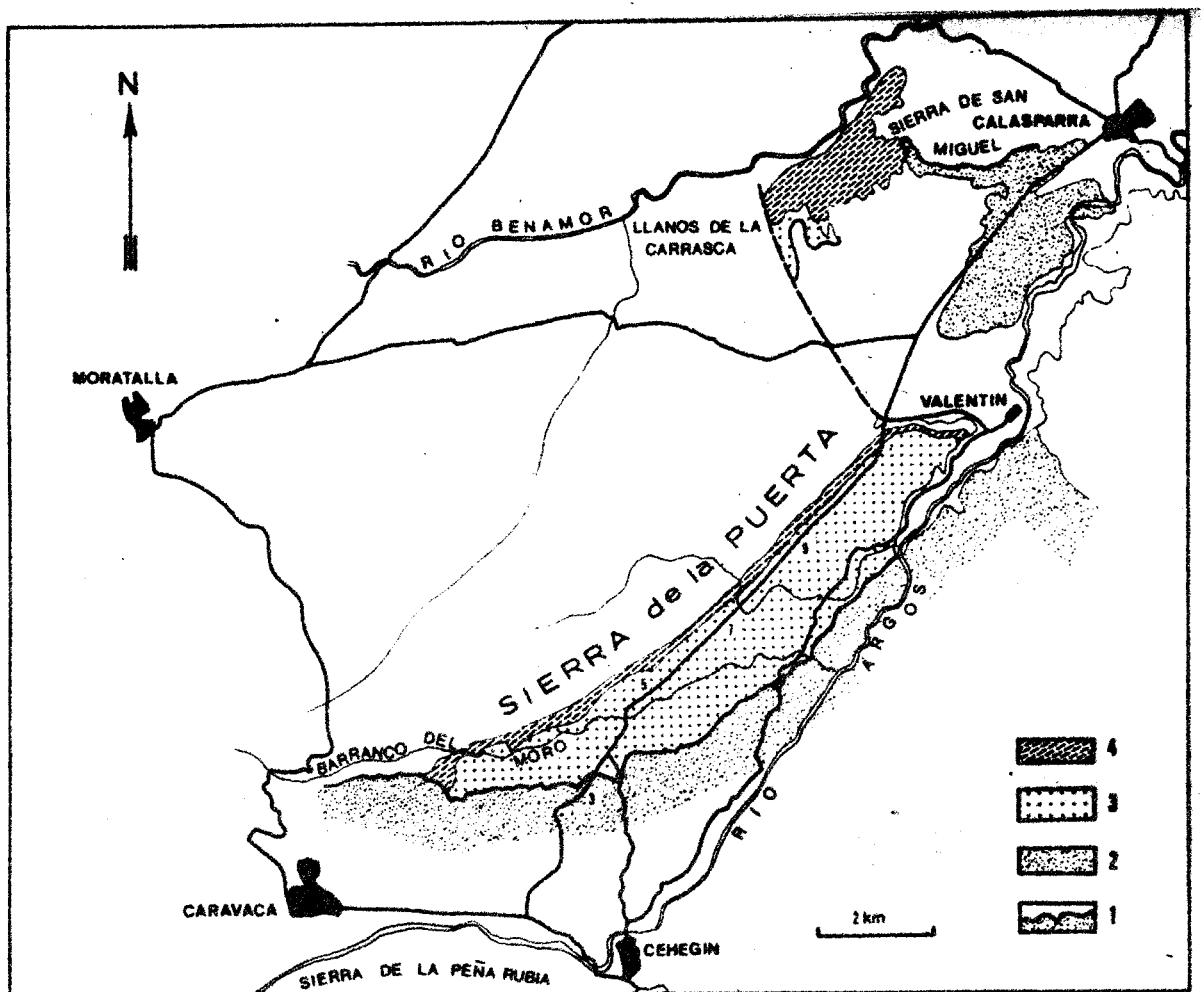 N
SIERRA DE SAN
MIGUEL
CALASPARRA
RIO BENAMOR
LLANOS DE LA
CARRASCA
MORATALLA
VALENTIN
SIERRA de la PUERTA
RIO ARGOS
BARRANCO DEL MORO
4
3
2
1
2 km
CARAVACA
CEHEGIN
SIERRA DE LA PEÑA RUBIA